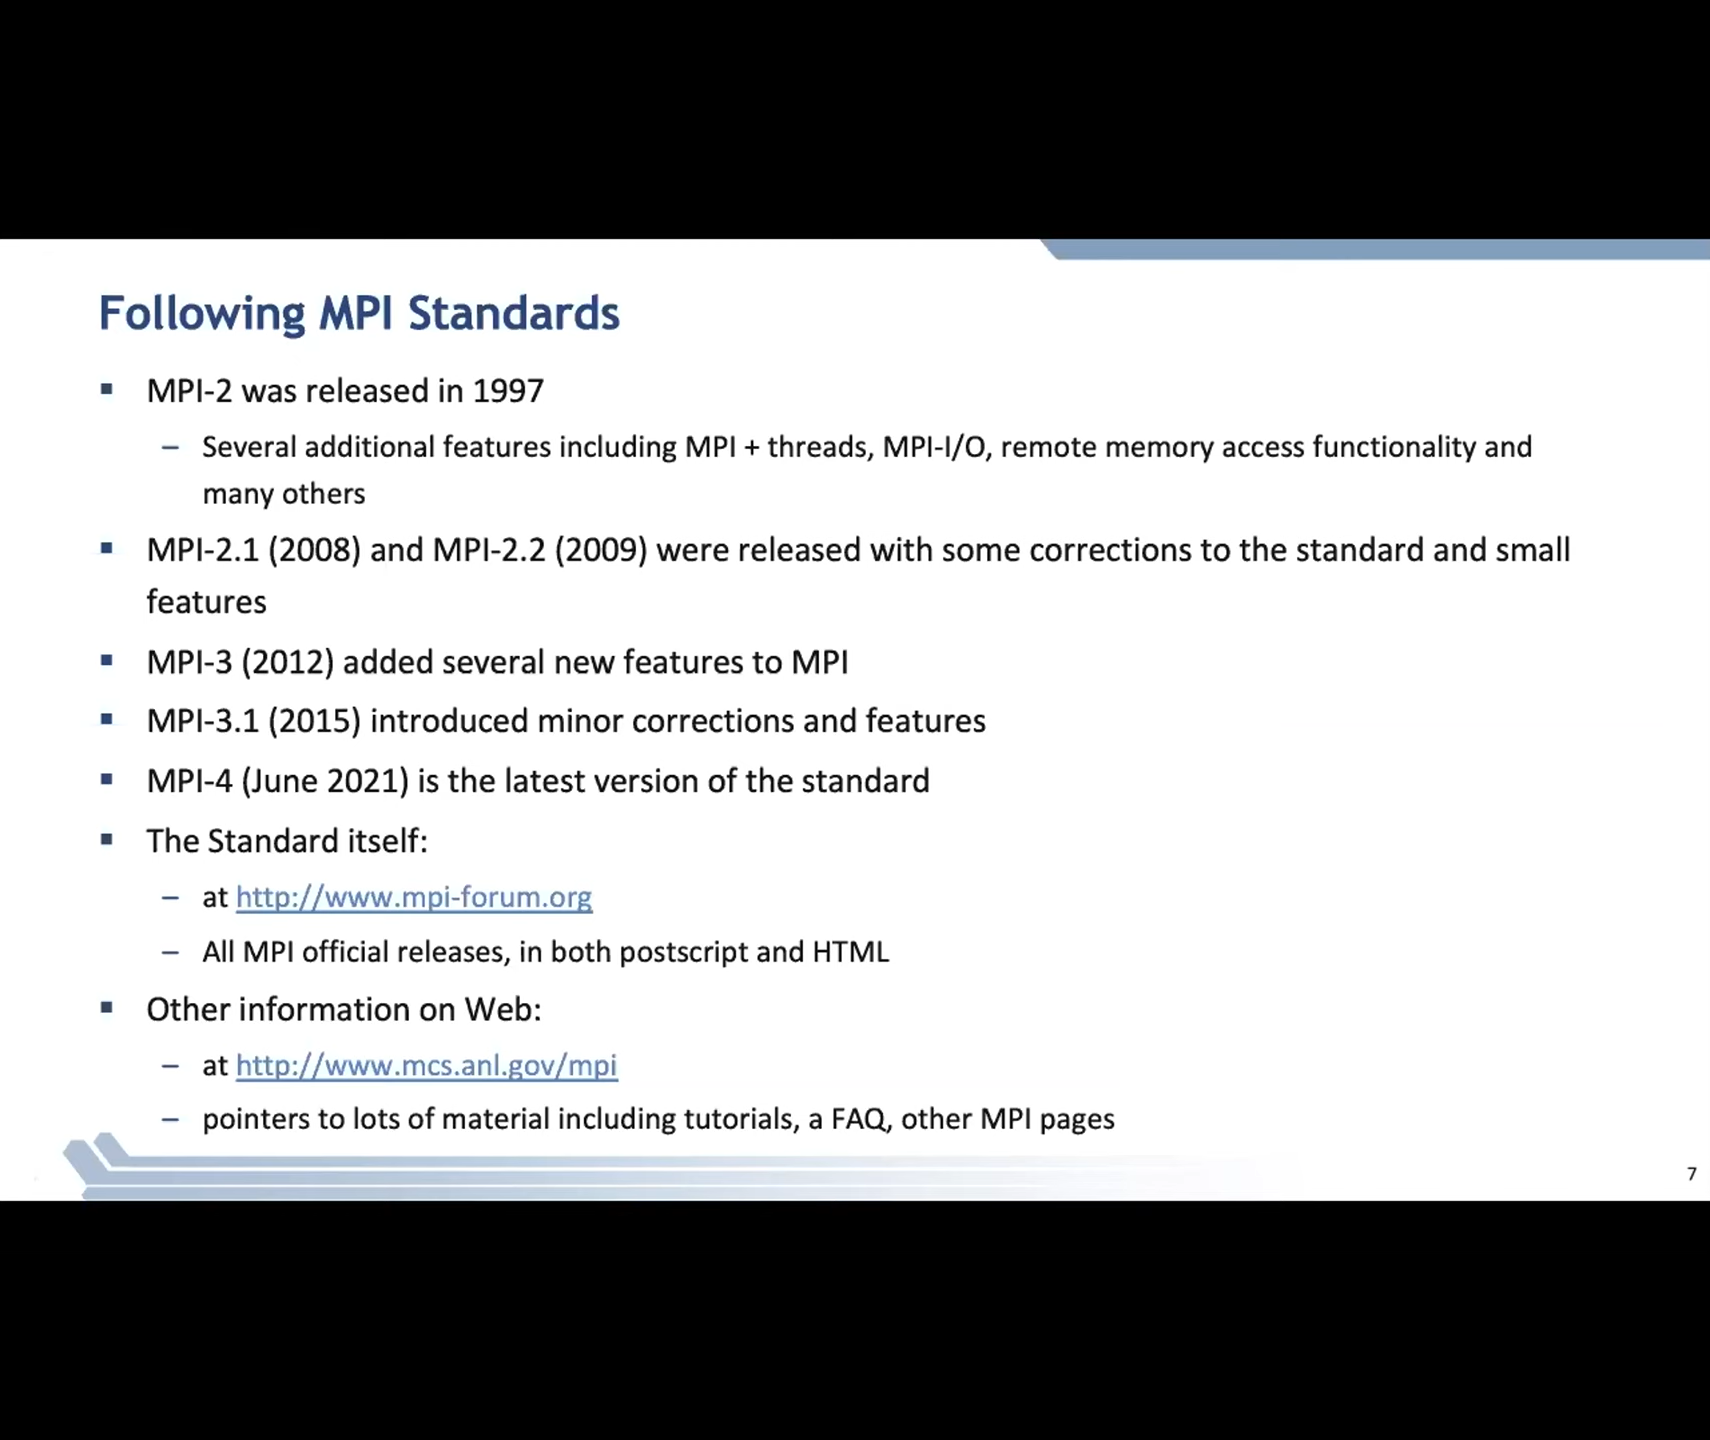 Following MPI Standards
▪ MPI-2 was released in 1997
– Several additional features including MPI + threads, MPI-I/O, remote memory access functionality and
many others
▪ MPI-2.1 (2008) and MPI-2.2 (2009) were released with some corrections to the standard and small
features
▪ MPI-3 (2012) added several new features to MPI
▪ MPI-3.1 (2015) introduced minor corrections and features
▪ MPI-4 (June 2021) is the latest version of the standard
▪ The Standard itself:
– at http://www.mpi-forum.org
– All MPI official releases, in both postscript and HTML
▪ Other information on Web:
– at http://www.mcs.anl.gov/mpi
– pointers to lots of material including tutorials, a FAQ, other MPI pages
7